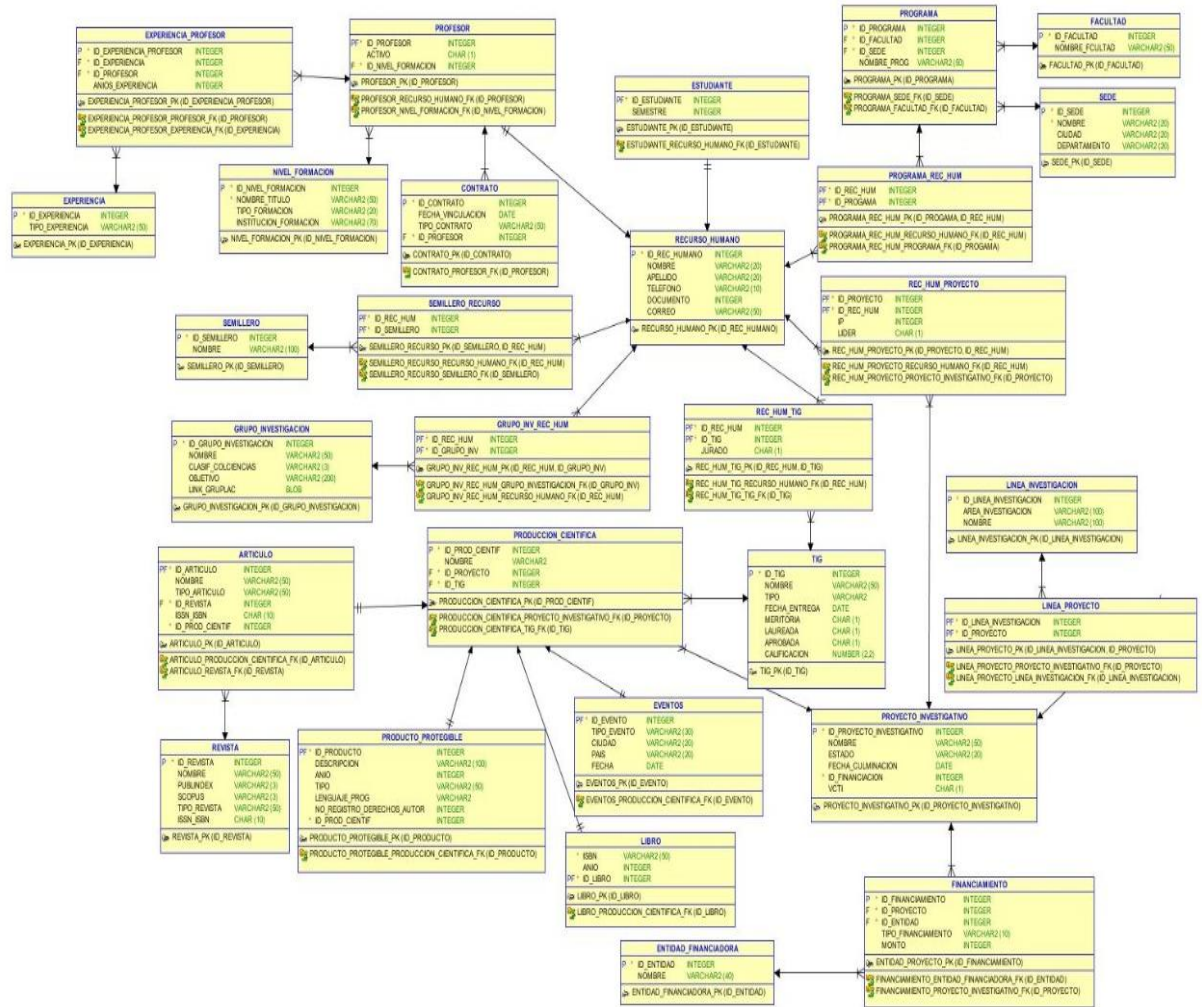 EXPERIENCIA_PROFESOR
P * ID_EXPERIENCIA_PROFESOR INTEGER
F * ID_EXPERIENCIA INTEGER
F * ID_PROFESOR INTEGER
ANIOS_EXPERIENCIA INTEGER
EXPERIENCIA_PROFESOR_PK (ID_EXPERIENCIA_PROFESOR)
EXPERIENCIA_PROFESOR_PROFESOR_FK (ID_PROFESOR)
EXPERIENCIA_PROFESOR_EXPERIENCIA_FK (ID_EXPERIENCIA)
PROFESOR
PF* ID_PROFESOR INTEGER
ACTIVO CHAR (1)
F * ID_NIVEL_FORMACION INTEGER
PROFESOR_PK (ID_PROFESOR)
PROFESOR_RECURSO_HUMANO_FK (ID_PROFESOR)
PROFESOR_NIVEL_FORMACION_FK (ID_NIVEL_FORMACION)
PROGRAMA
P * ID_PROGRAMA INTEGER
F * ID_FACULTAD INTEGER
F * ID_SEDE INTEGER
NOMBRE_PROG VARCHAR2 (50)
PROGRAMA_PK (ID_PROGRAMA)
PROGRAMA_SEDE_FK (ID_SEDE)
PROGRAMA_FACULTAD_FK (ID_FACULTAD)
FACULTAD
P * ID_FACULTAD INTEGER
NOMBRE_FCULTAD VARCHAR2 (50)
FACULTAD_PK (ID_FACULTAD)
SEDE
P * ID_SEDE INTEGER
* NOMBRE VARCHAR2 (20)
CIUDAD VARCHAR2 (20)
DEPARTAMENTO VARCHAR2 (20)
SEDE_PK (ID_SEDE)
ESTUDIANTE
PF* ID_ESTUDIANTE INTEGER
SEMESTRE INTEGER
ESTUDIANTE_PK (ID_ESTUDIANTE)
ESTUDIANTE_RECURSO_HUMANO_FK (ID_ESTUDIANTE)
EXPERIENCIA
P * ID_EXPERIENCIA INTEGER
TIPO_EXPERIENCIA VARCHAR2 (50)
EXPERIENCIA_PK (ID_EXPERIENCIA)
NIVEL_FORMACION
P * ID_NIVEL_FORMACION INTEGER
* NOMBRE_TITULO VARCHAR2 (50)
TIPO_FORMACION VARCHAR2 (20)
INSTITUCION_FORMACION VARCHAR2 (70)
NIVEL_FORMACION_PK (ID_NIVEL_FORMACION)
CONTRATO
P * ID_CONTRATO INTEGER
FECHA_VINCULACION DATE
TIPO_CONTRATO VARCHAR2 (50)
F * ID_PROFESOR INTEGER
CONTRATO_PK (ID_CONTRATO)
CONTRATO_PROFESOR_FK (ID_PROFESOR)
PROGRAMA_REC_HUM
PF* ID_REC_HUM INTEGER
PF* ID_PROGAMA INTEGER
PROGRAMA_REC_HUM_PK (ID_PROGAMA, ID_REC_HUM)
PROGRAMA_REC_HUM_RECURSO_HUMANO_FK (ID_REC_HUM)
PROGRAMA_REC_HUM_PROGRAMA_FK (ID_PROGAMA)
RECURSO_HUMANO
P * ID_REC_HUMANO INTEGER
NOMBRE VARCHAR2 (20)
APELLIDO VARCHAR2 (20)
TELEFONO VARCHAR2 (10)
DOCUMENTO INTEGER
CORREO VARCHAR2 (50)
RECURSO_HUMANO_PK (ID_REC_HUMANO)
REC_HUM_PROYECTO
PF* ID_PROYECTO INTEGER
PF* ID_REC_HUM INTEGER
IP INTEGER
LIDER CHAR (1)
REC_HUM_PROYECTO_PK (ID_PROYECTO, ID_REC_HUM)
REC_HUM_PROYECTO_RECURSO_HUMANO_FK (ID_REC_HUM)
REC_HUM_PROYECTO_PROYECTO_INVESTIGATIVO_FK (ID_PROYECTO)
SEMILLERO
P * ID_SEMILLERO INTEGER
NOMBRE VARCHAR2 (100)
SEMILLERO_PK (ID_SEMILLERO)
SEMILLERO_RECURSO
PF* ID_REC_HUM INTEGER
PF* ID_SEMILLERO INTEGER
SEMILLERO_RECURSO_PK (ID_SEMILLERO, ID_REC_HUM)
SEMILLERO_RECURSO_RECURSO_HUMANO_FK (ID_REC_HUM)
SEMILLERO_RECURSO_SEMILLERO_FK (ID_SEMILLERO)
GRUPO_INVESTIGACION
P * ID_GRUPO_INVESTIGACION INTEGER
NOMBRE VARCHAR2 (50)
CLASIF_COLCIENCIAS VARCHAR2 (3)
OBJETIVO VARCHAR2 (200)
LINK_GRUPLAC BLOB
GRUPO_INVESTIGACION_PK (ID_GRUPO_INVESTIGACION)
GRUPO_INV_REC_HUM
PF* ID_REC_HUM INTEGER
PF* ID_GRUPO_INV INTEGER
GRUPO_INV_REC_HUM_PK (ID_REC_HUM, ID_GRUPO_INV)
GRUPO_INV_REC_HUM_GRUPO_INVESTIGACION_FK (ID_GRUPO_INV)
GRUPO_INV_REC_HUM_RECURSO_HUMANO_FK (ID_REC_HUM)
REC_HUM_TIG
PF* ID_REC_HUM INTEGER
PF* ID_TIG INTEGER
JURADO CHAR (1)
REC_HUM_TIG_PK (ID_REC_HUM, ID_TIG)
REC_HUM_TIG_RECURSO_HUMANO_FK (ID_REC_HUM)
REC_HUM_TIG_TIG_FK (ID_TIG)
LINEA_INVESTIGACION
P * ID_LINEA_INVESTIGACION INTEGER
AREA_INVESTIGACION VARCHAR2 (100)
NOMBRE VARCHAR2 (100)
LINEA_INVESTIGACION_PK (ID_LINEA_INVESTIGACION)
ARTICULO
PF* ID_ARTICULO INTEGER
NOMBRE VARCHAR2 (50)
TIPO_ARTICULO VARCHAR2 (50)
F * ID_REVISTA INTEGER
ISSN_ISBN CHAR (10)
* ID_PROD_CIENTIF INTEGER
ARTICULO_PK (ID_ARTICULO)
ARTICULO_PRODUCCION_CIENTIFICA_FK (ID_ARTICULO)
ARTICULO_REVISTA_FK (ID_REVISTA)
PRODUCCION_CIENTIFICA
P * ID_PROD_CIENTIF INTEGER
NOMBRE VARCHAR2
F * ID_PROYECTO INTEGER
F * ID_TIG INTEGER
PRODUCCION_CIENTIFICA_PK (ID_PROD_CIENTIF)
PRODUCCION_CIENTIFICA_PROYECTO_INVESTIGATIVO_FK (ID_PROYECTO)
PRODUCCION_CIENTIFICA_TIG_FK (ID_TIG)
TIG
P * ID_TIG INTEGER
NOMBRE VARCHAR2 (50)
TIPO VARCHAR2
FECHA_ENTREGA DATE
MERITORIA CHAR (1)
LAUREADA CHAR (1)
APROBADA CHAR (1)
CALIFICACION NUMBER (2,2)
TIG_PK (ID_TIG)
LINEA_PROYECTO
PF* ID_LINEA_INVESTIGACION INTEGER
PF* ID_PROYECTO INTEGER
LINEA_PROYECTO_PK (ID_LINEA_INVESTIGACION, ID_PROYECTO)
LINEA_PROYECTO_PROYECTO_INVESTIGATIVO_FK (ID_PROYECTO)
LINEA_PROYECTO_LINEA_INVESTIGACION_FK (ID_LINEA_INVESTIGACION)
REVISTA
P * ID_REVISTA INTEGER
NOMBRE VARCHAR2 (50)
PUBLINDEX VARCHAR2 (3)
SCOPUS VARCHAR2 (3)
TIPO_REVISTA VARCHAR2 (50)
ISSN_ISBN CHAR (10)
REVISTA_PK (ID_REVISTA)
PRODUCTO_PROTEGIBLE
PF* ID_PRODUCTO INTEGER
DESCRIPCION VARCHAR2 (100)
ANIO INTEGER
TIPO VARCHAR2 (50)
LENGUAJE_PROG VARCHAR2
NO_REGISTRO_DERECHOS_AUTOR INTEGER
* ID_PROD_CIENTIF INTEGER
PRODUCTO_PROTEGIBLE_PK (ID_PRODUCTO)
PRODUCTO_PROTEGIBLE_PRODUCCION_CIENTIFICA_FK (ID_PRODUCTO)
EVENTOS
PF* ID_EVENTO INTEGER
TIPO_EVENTO VARCHAR2 (30)
CIUDAD VARCHAR2 (20)
PAIS VARCHAR2 (20)
FECHA DATE
EVENTOS_PK (ID_EVENTO)
EVENTOS_PRODUCCION_CIENTIFICA_FK (ID_EVENTO)
PROYECTO_INVESTIGATIVO
P * ID_PROYECTO_INVESTIGATIVO INTEGER
NOMBRE VARCHAR2 (50)
ESTADO VARCHAR2 (20)
FECHA_CULMINACION DATE
* ID_FINANCIACION INTEGER
VCTI CHAR (1)
PROYECTO_INVESTIGATIVO_PK (ID_PROYECTO_INVESTIGATIVO)
LIBRO
* ISBN VARCHAR2 (50)
ANIO INTEGER
PF* ID_LIBRO INTEGER
LIBRO_PK (ID_LIBRO)
LIBRO_PRODUCCION_CIENTIFICA_FK (ID_LIBRO)
FINANCIAMIENTO
P * ID_FINANCIAMIENTO INTEGER
F * ID_PROYECTO INTEGER
F * ID_ENTIDAD INTEGER
TIPO_FINANCIAMIENTO VARCHAR2 (10)
MONTO INTEGER
ENTIDAD_PROYECTO_PK (ID_FINANCIAMIENTO)
FINANCIAMIENTO_ENTIDAD_FINANCIADORA_FK (ID_ENTIDAD)
FINANCIAMIENTO_PROYECTO_INVESTIGATIVO_FK (ID_PROYECTO)
ENTIDAD_FINANCIADORA
P * ID_ENTIDAD INTEGER
NOMBRE VARCHAR2 (40)
ENTIDAD_FINANCIADORA_PK (ID_ENTIDAD)